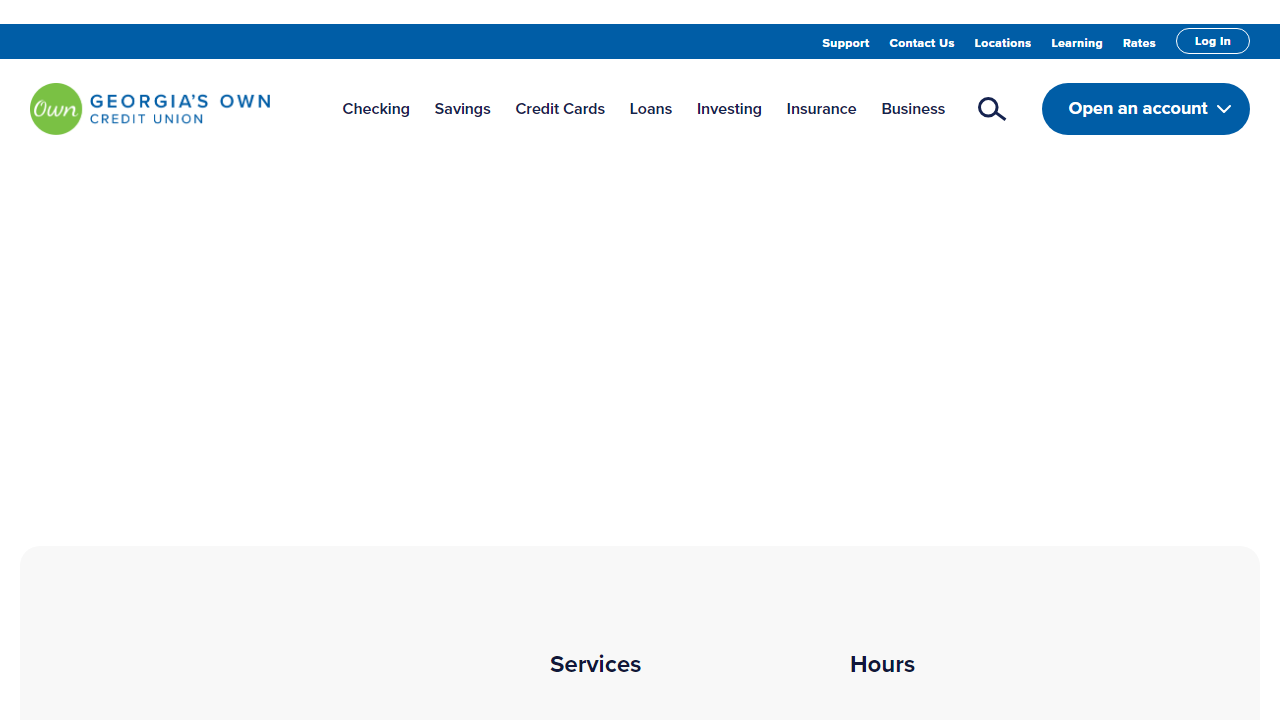 Support Contact Us Locations Learning Rates Log In
Own GEORGIA'S OWN
CREDIT UNION
Checking Savings Credit Cards Loans Investing Insurance Business Open an account
Services Hours